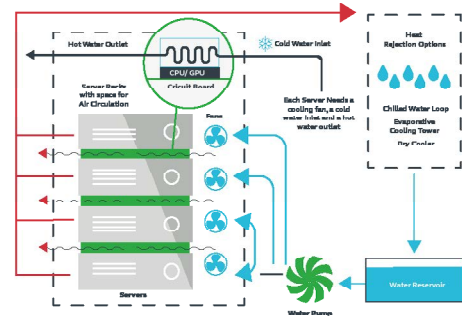 Hot Water Outlet
CPU/ GPU
Circuit Board
Cold Water Inlet
Heat
Rejection Options
Server Racks
with space for
Air Circulation
Fans
Each Server Needs a
cooling fan, a cold
water inlet and a hot
water outlet
Chilled Water Loop
Evaporative
Cooling Tower
Dry Cooler
Servers
Water Pump
Water Reservoir